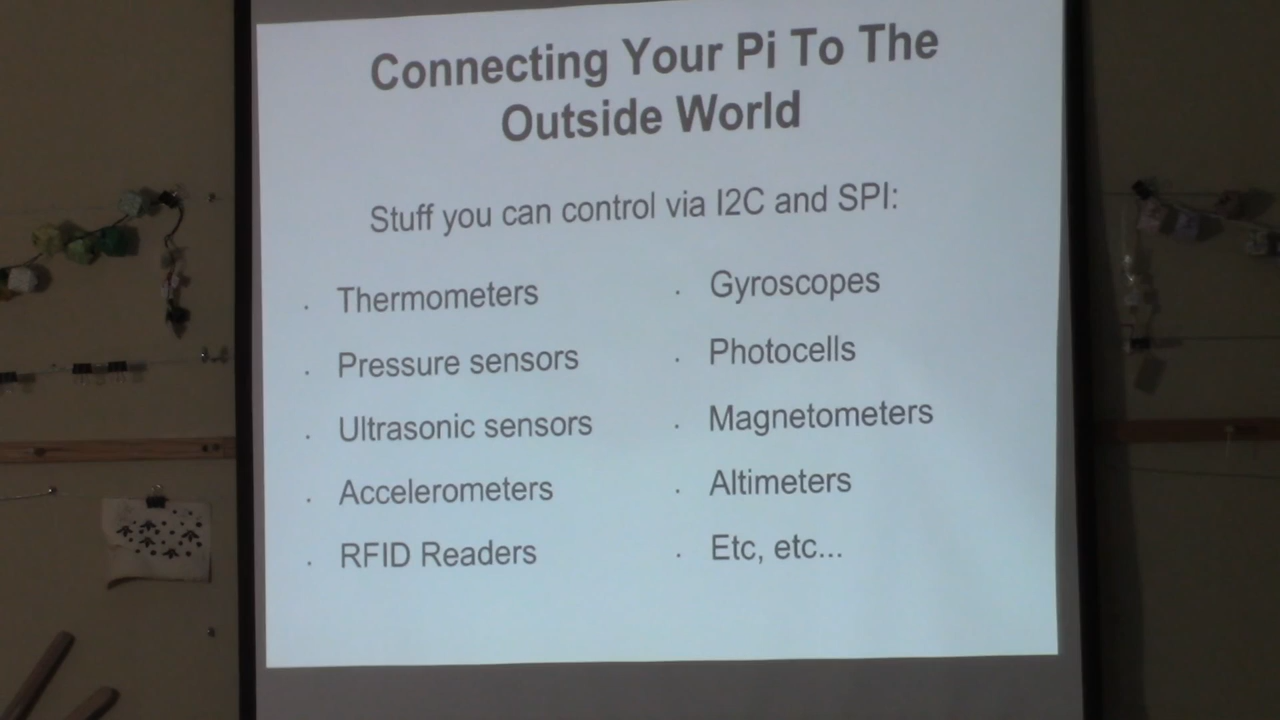 Connecting Your Pi To The
Outside World
Stuff you can control via I2C and SPI:
. Thermometers
. Pressure sensors
. Ultrasonic sensors
. Accelerometers
. RFID Readers
. Gyroscopes
. Photocells
. Magnetometers
. Altimeters
. Etc, etc...